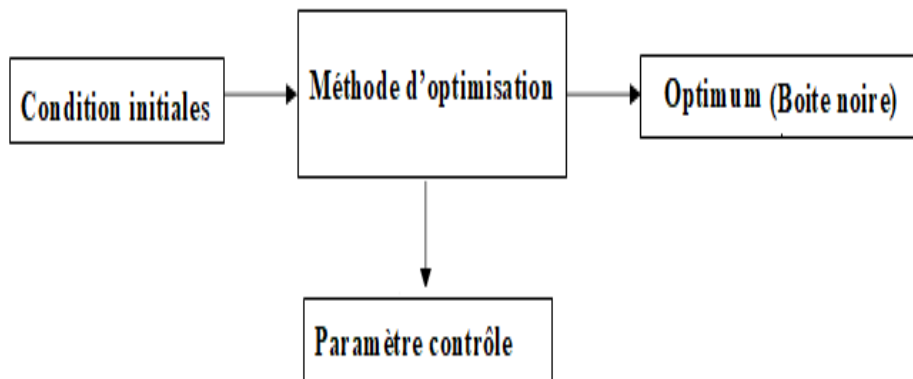 Condition initiales
Méthode d'optimisation
Optimum (Boite noire)
Paramètre contrôle